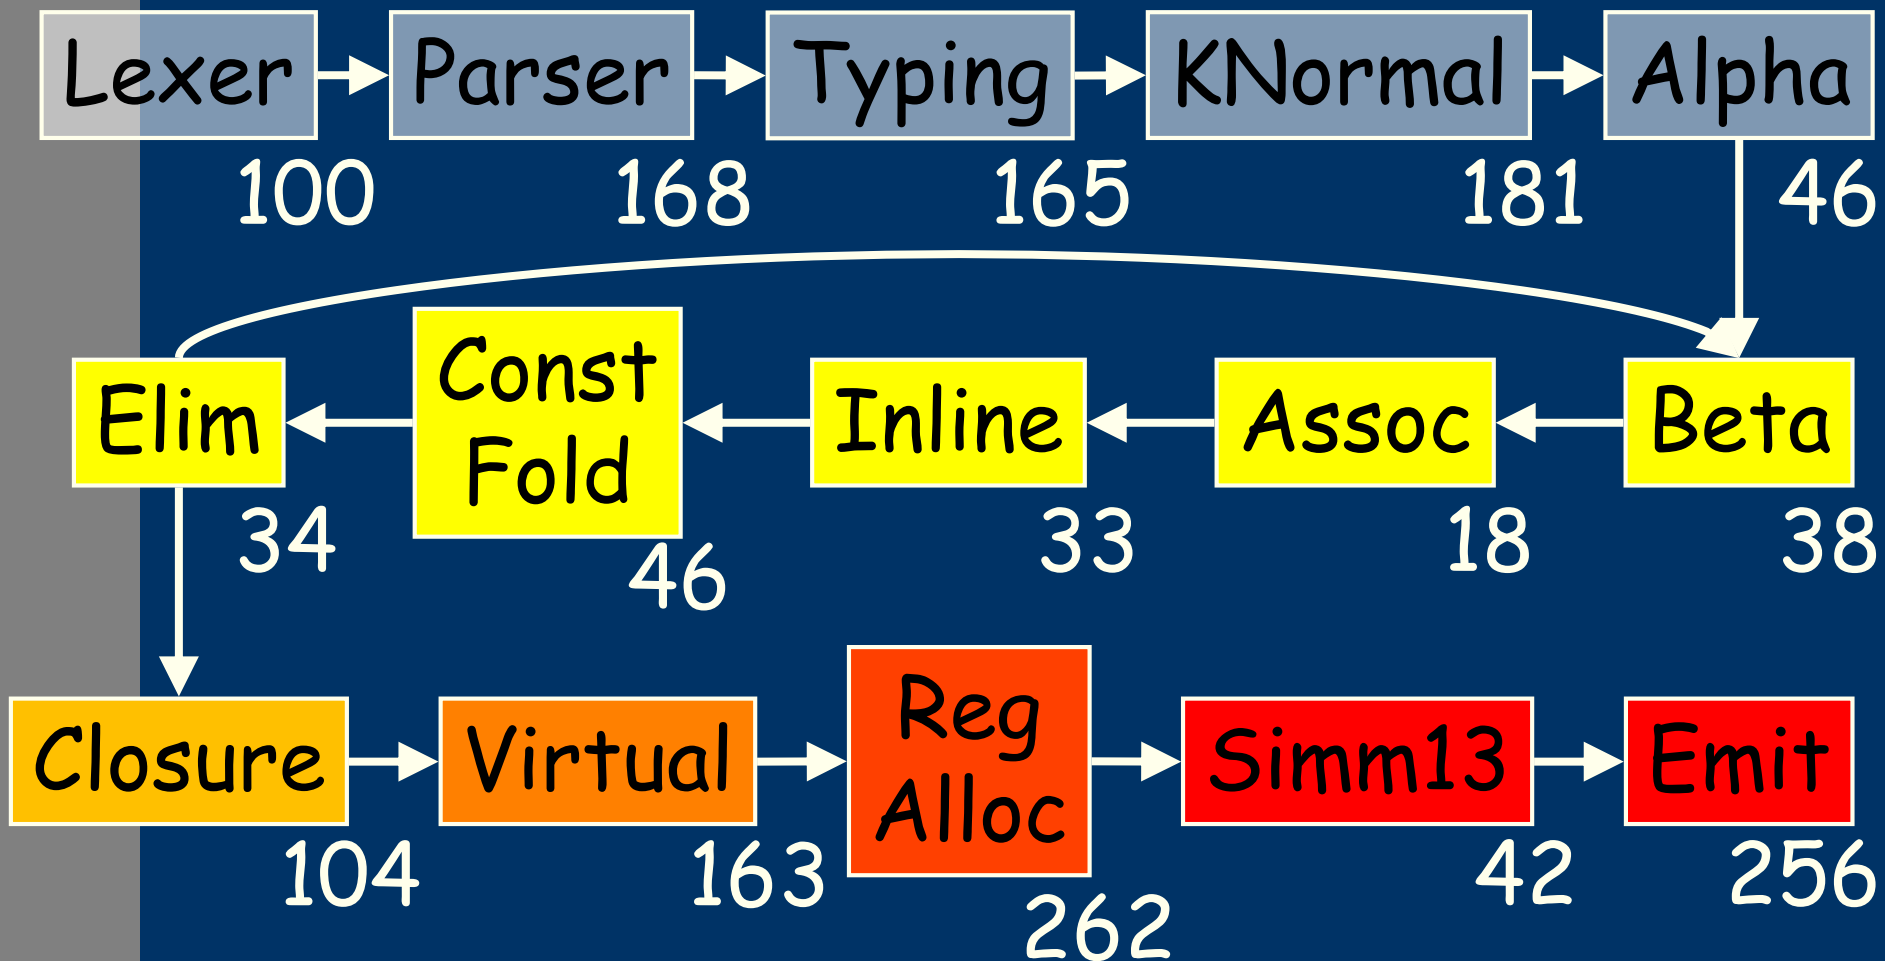 Lexer
Parser
Typing
KNormal
Alpha
100
168
165
181
46
Elim
Const
Fold
Inline
Assoc
Beta
34
46
33
18
38
Closure
Virtual
Reg
Alloc
Simm13
Emit
104
163
262
42
256